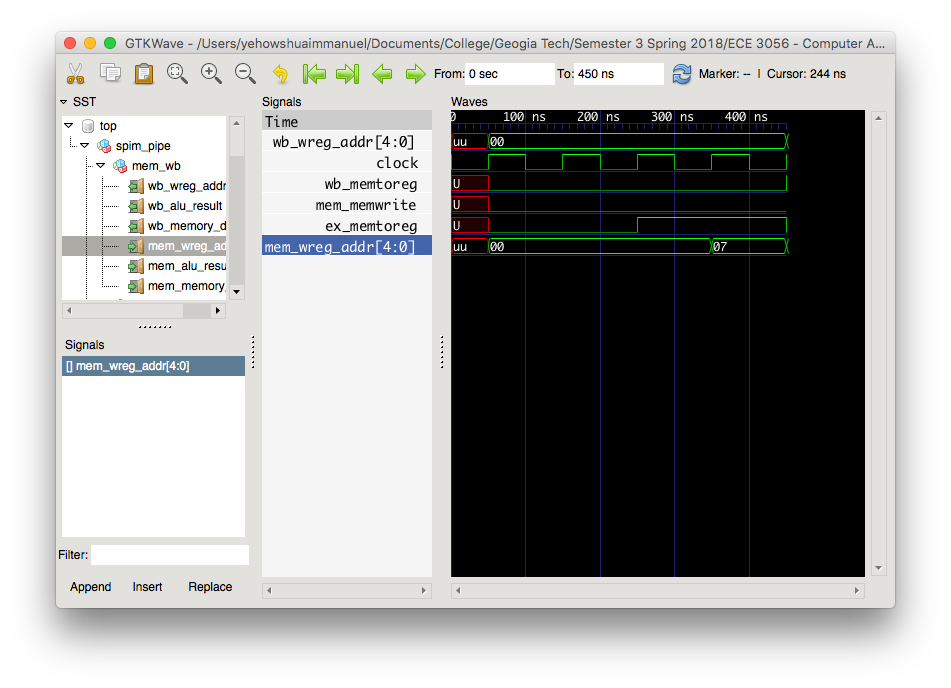 GTKWave - /Users/yehowshuaimmanuel/Documents/College/Geogia Tech/Semester 3 Spring 2018/ECE 3056 - Computer A...
From: 0 sec To: 450 ns Marker: -- | Cursor: 244 ns
SST
top
spim_pipe
mem_wb
wb_wreg_addr
wb_alu_result
wb_memory_d
mem_wreg_ad
mem_alu_resu
mem_memory_
Signals
[] mem_wreg_addr[4:0]
Filter:
Append Insert Replace
Signals
Time
wb_wreg_addr[4:0]
clock
wb_memtoreg
mem_memwrite
ex_memtoreg
mem_wreg_addr[4:0]
Waves
0 100 ns 200 ns 300 ns 400 ns
uu 00
U
U
U
uu 00 07